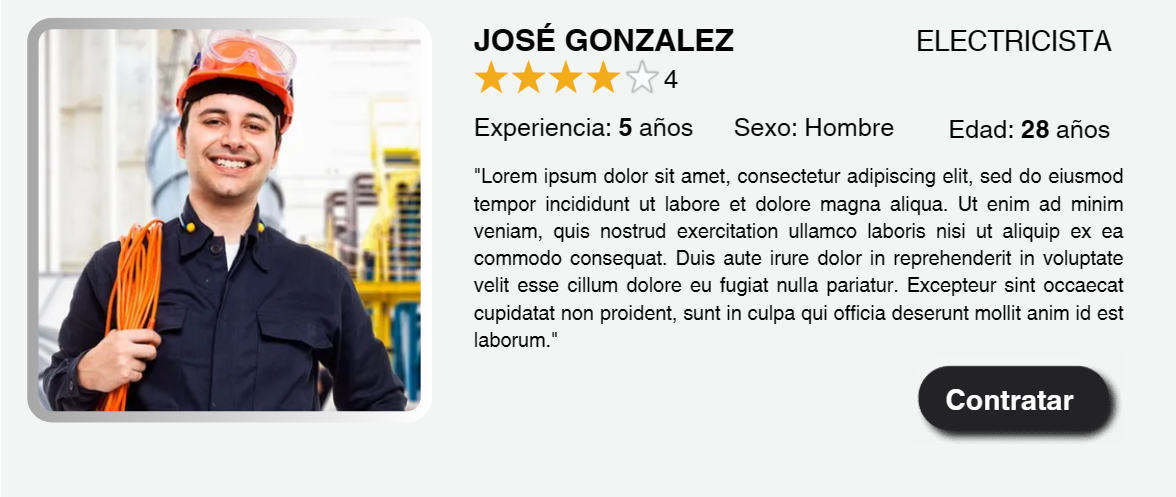 JOSÉ GONZALEZ ELECTRICISTA
4
Experiencia: 5 años Sexo: Hombre Edad: 28 años
"Lorem ipsum dolor sit amet, consectetur adipiscing elit, sed do eiusmod
tempor incididunt ut labore et dolore magna aliqua. Ut enim ad minim
veniam, quis nostrud exercitation ullamco laboris nisi ut aliquip ex ea
commodo consequat. Duis aute irure dolor in reprehenderit in voluptate
velit esse cillum dolore eu fugiat nulla pariatur. Excepteur sint occaecat
cupidatat non proident, sunt in culpa qui officia deserunt mollit anim id est
laborum."
Contratar